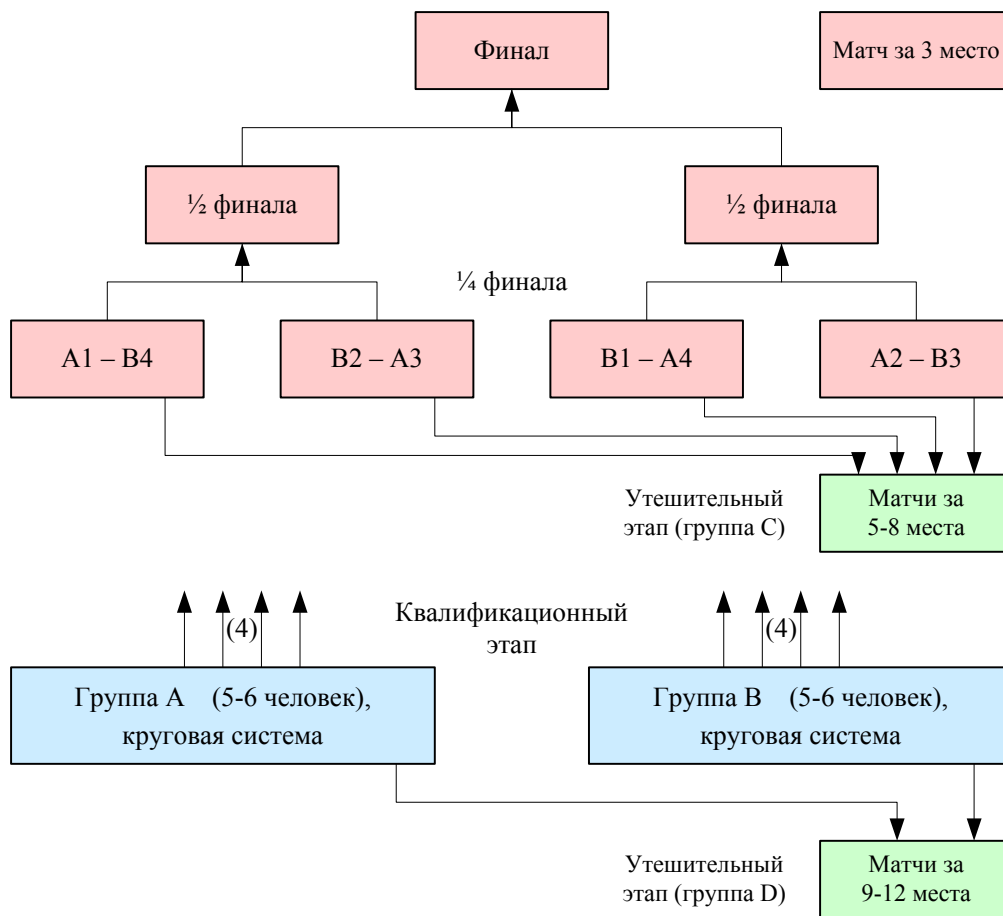 Финал
Матч за 3 место
½ финала
½ финала
¼ финала
A1 – B4
B2 – A3
B1 – A4
A2 – B3
Утешительный
этап (группа C)
Матчи за
5-8 места
Квалификационный
этап
(4)
(4)
Группа A (5-6 человек),
круговая система
Группа B (5-6 человек),
круговая система
Утешительный
этап (группа D)
Матчи за
9-12 места